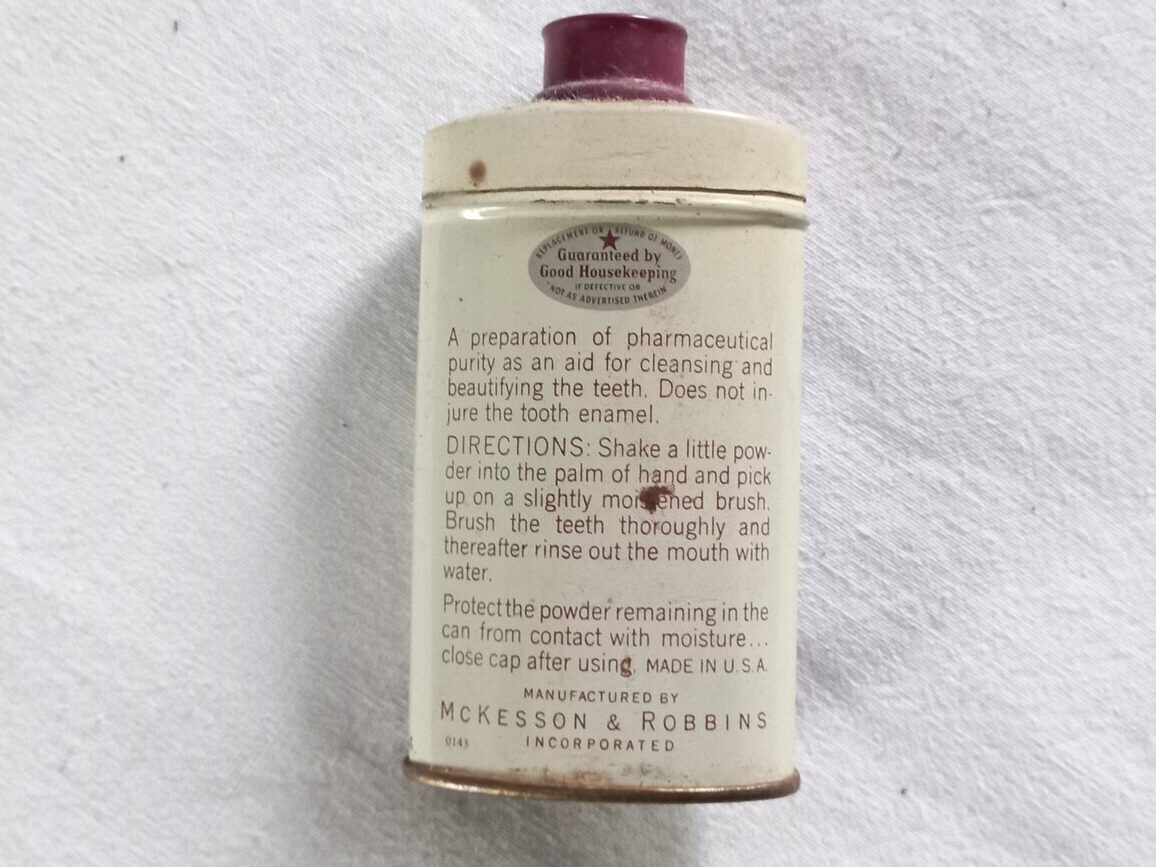 REPLACEMENT OR REFUND OF MONEY
Guaranteed by
Good Housekeeping
IF DEFECTIVE OR
NOT AS ADVERTISED THEREIN
A preparation of pharmaceutical
purity as an aid for cleansing and
beautifying the teeth. Does not in-
jure the tooth enamel.
DIRECTIONS: Shake a little pow-
der into the palm of hand and pick
up on a slightly moistened brush.
Brush the teeth thoroughly and
thereafter rinse out the mouth with
water.
Protect the powder remaining in the
can from contact with moisture...
close cap after using. MADE IN U.S.A.
MANUFACTURED BY
MCKESSON & ROBBINS
INCORPORATED
0143